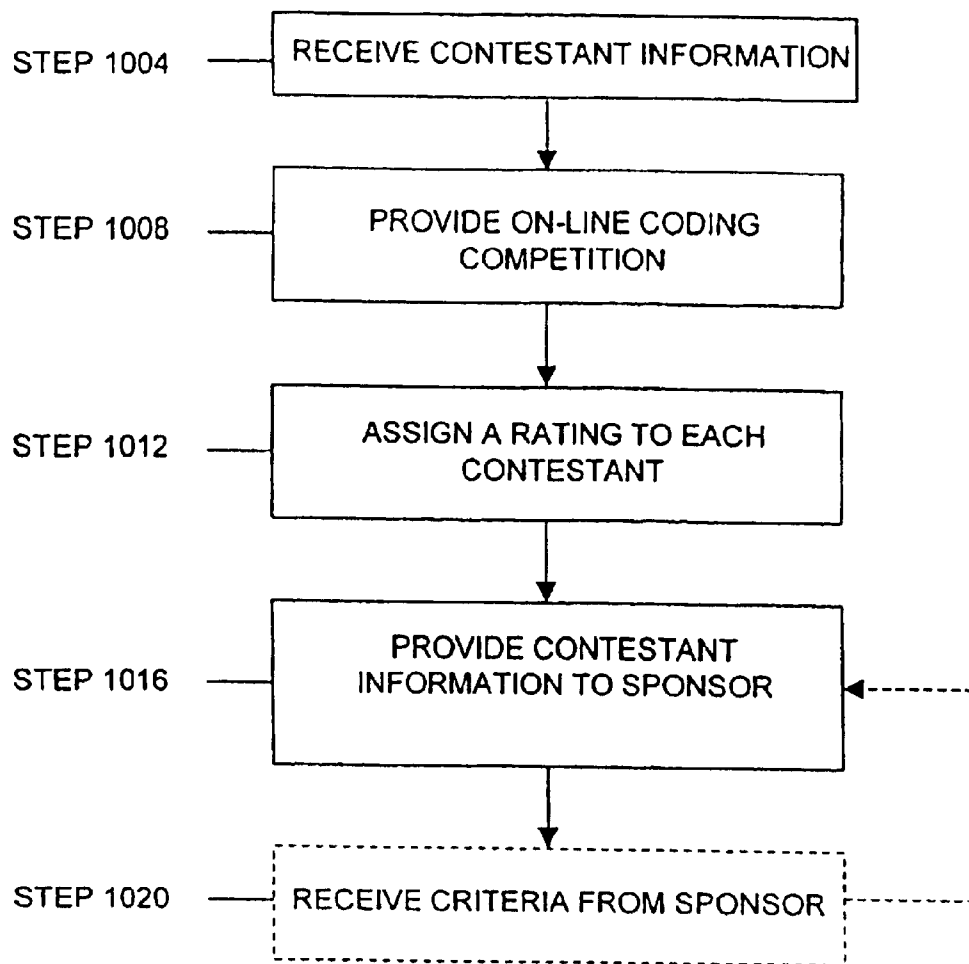 STEP 1004
RECEIVE CONTESTANT INFORMATION
STEP 1008
PROVIDE ON-LINE CODING
COMPETITION
STEP 1012
ASSIGN A RATING TO EACH
CONTESTANT
STEP 1016
PROVIDE CONTESTANT
INFORMATION TO SPONSOR
STEP 1020
RECEIVE CRITERIA FROM SPONSOR